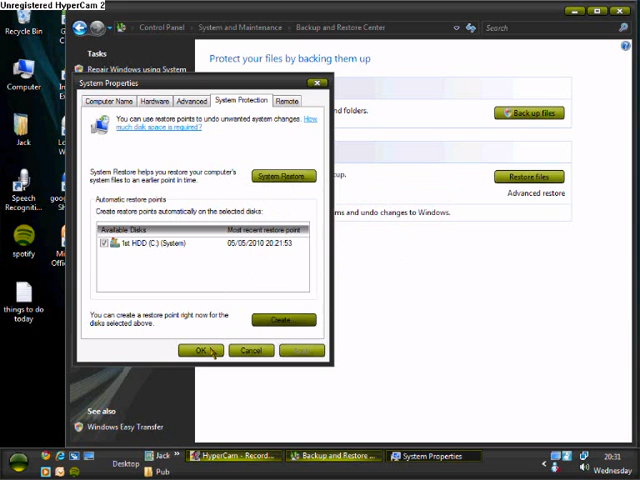 Unregistered HyperCam 2
Recycle Bin
Computer
Jack
Speech
Recogniti...
spotify
things to do
today
Control Panel
System and Maintenance
Backup and Restore Center
Search
Tasks
Repair Windows using System
Protect your files by backing them up
System Properties
Computer Name
Hardware
Advanced
System Protection
Remote
You can use restore points to undo unwanted system changes. How
much disk space is required?
System Restore helps you restore your computer's
system files to an earlier point in time.
System Restore...
Automatic restore points
Create restore points automatically on the selected disks:
Available Disks
Most recent restore point
1st HDD (C:) (System)
05/05/2010 20:21:53
You can create a restore point right now for the
disks selected above.
Create...
OK
Cancel
nd folders.
Back up files
up.
Restore files
Advanced restore
ms and undo changes to Windows.
See also
Windows Easy Transfer
Desktop
Jack
Pub
HyperCam - Record...
Backup and Restore ...
System Properties
20:31
Wednesday